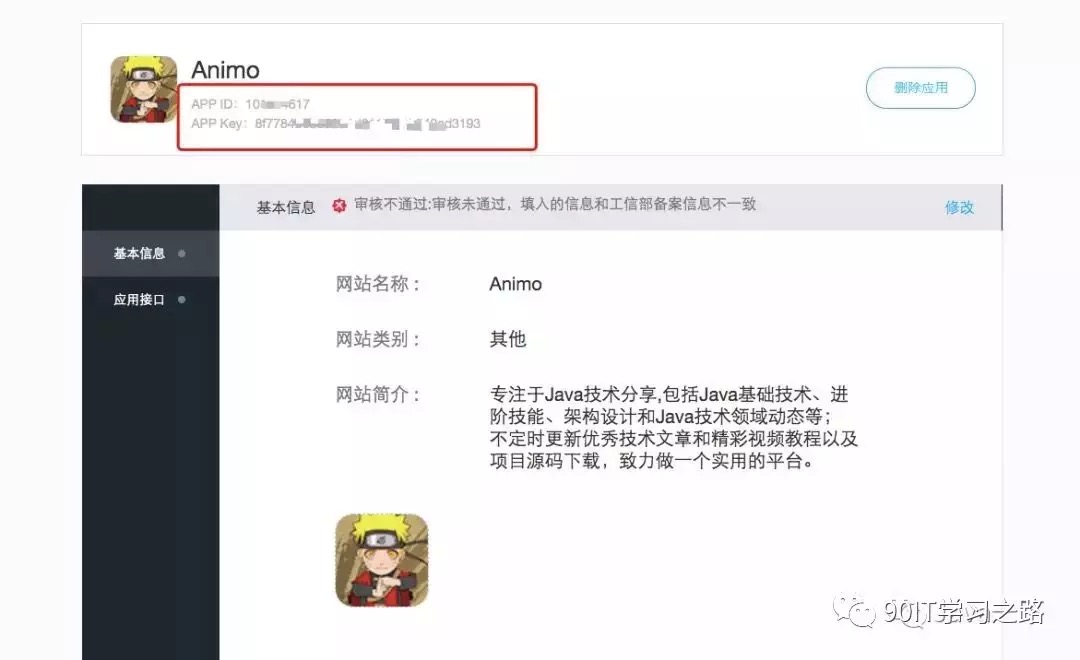 Animo
删除应用
APP ID: 617
APP Key: 8f778 d3193
基本信息
审核不通过:审核未通过，填入的信息和工信部备案信息不一致
修改
基本信息
应用接口
网站名称：
Animo
网站类别：
其他
网站简介：
专注于Java技术分享,包括Java基础技术、进
阶技能、架构设计和Java技术领域动态等；
不定时更新优秀技术文章和精彩视频教程以及
项目源码下载，致力做一个实用的平台。
90IT学习之路